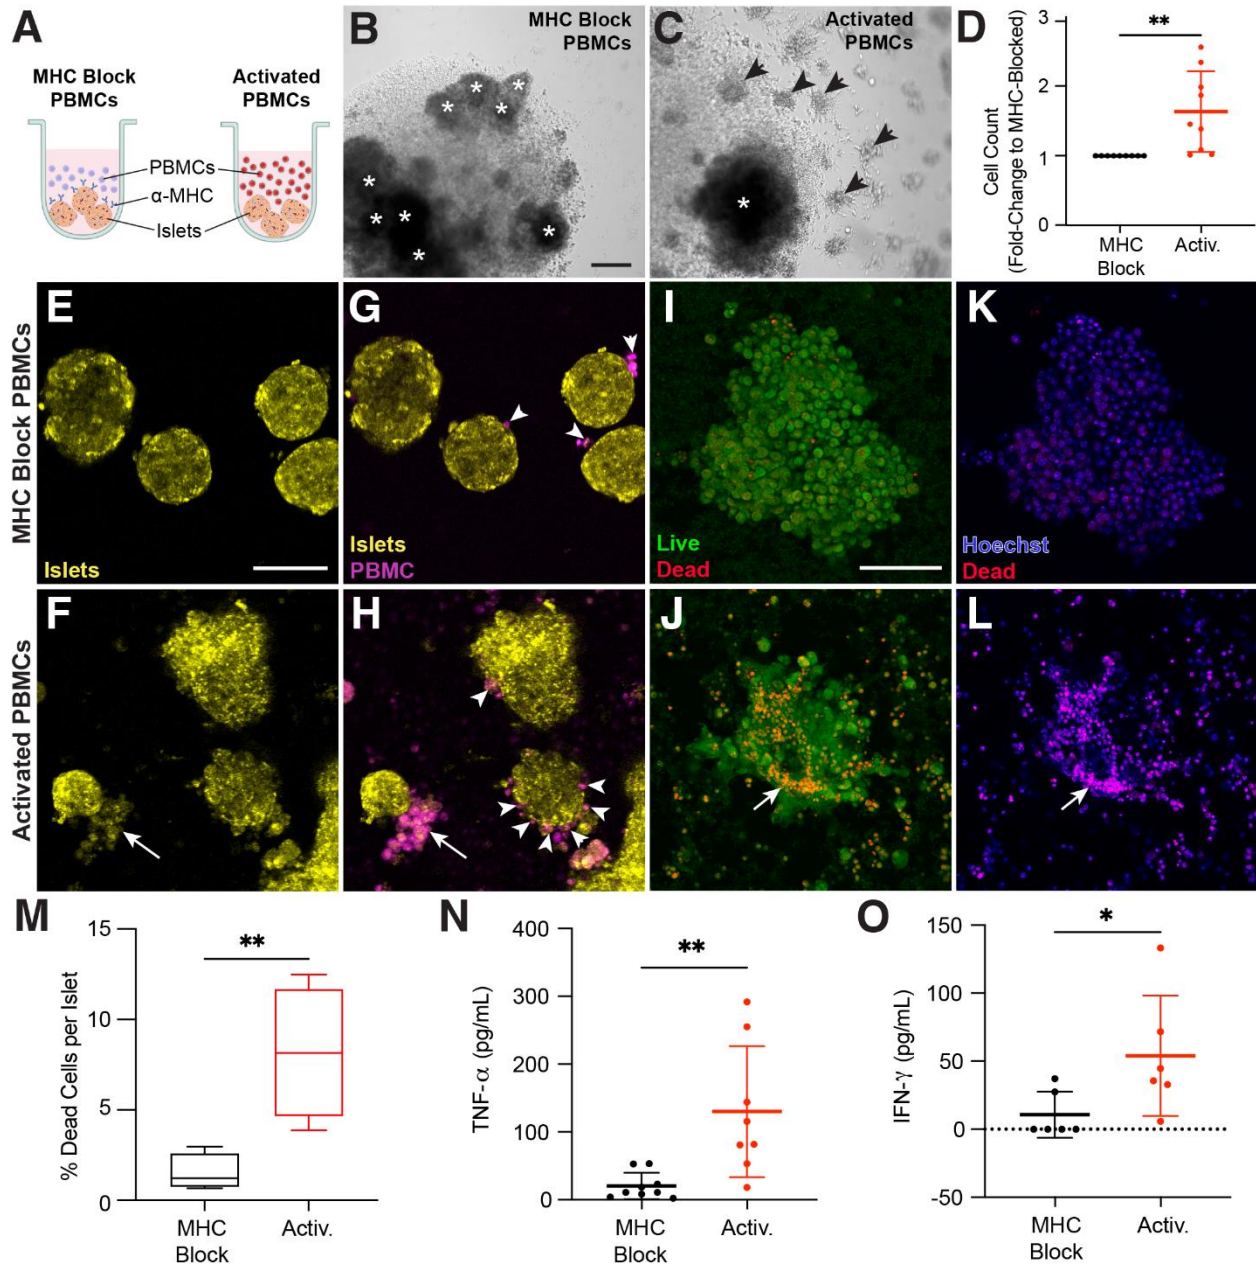 A
MHC Block
PBMCs
Activated
PBMCs
PBMCs
α-MHC
Islets
B
MHC Block
PBMCs
* * * * * * * * *
C
Activated
PBMCs
*
D
**
3
2
1
0
Cell Count
(Fold-Change to MHC-Blocked)
MHC
Block
Activ.
MHC Block PBMCs
E
Islets
G
Islets
PBMC
I
Live
Dead
K
Hoechst
Dead
Activated PBMCs
F
H
J
L
M
**
15
10
5
0
% Dead Cells per Islet
MHC
Block
Activ.
N
**
400
300
200
100
0
TNF-α (pg/mL)
MHC
Block
Activ.
O
*
150
100
50
0
-50
IFN-γ (pg/mL)
MHC
Block
Activ.